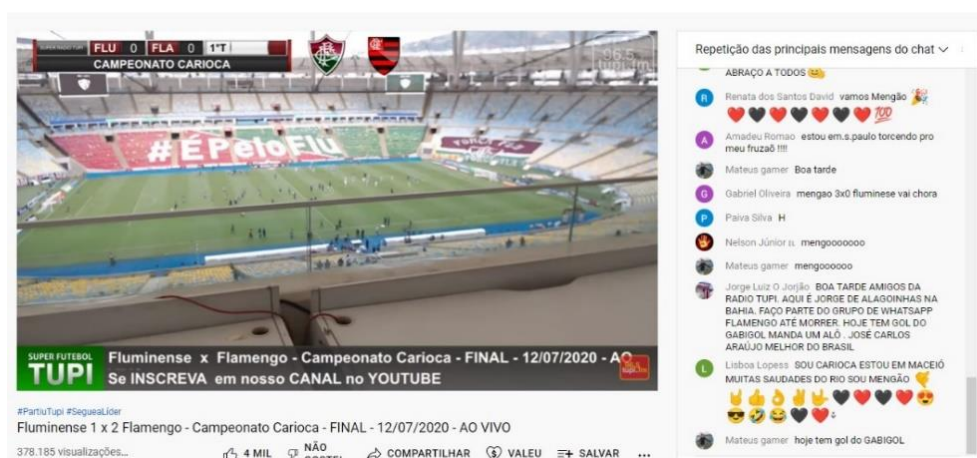 FLU 0 FLA 0 1°T
CAMPEONATO CARIOCA
96.5
tupi fm
#ÉPeloFlu
SUPER FUTEBOL
TUPI
Fluminense x Flamengo - Campeonato Carioca - FINAL - 12/07/2020 - AO
Se INSCREVA em nosso CANAL no YOUTUBE
#PartiuTupi #SegueaLíder
Fluminense 1 x 2 Flamengo - Campeonato Carioca - FINAL - 12/07/2020 - AO VIVO
378.185 visualizações...
4 MIL
NÃO
COMPARTILHAR
VALEU
SALVAR
...
Repetição das principais mensagens do chat
ABRAÇO A TODOS
R
Renata dos Santos David vamos Mengão
100
A
Amadeu Romao estou em.s.paulo torcendo pro
meu fruzaõ !!!!
Mateus gamer Boa tarde
G
Gabriel Oliveira mengao 3x0 fluminese vai chora
P
Paiva Silva H
Nelson Júnior mengooooooo
Mateus gamer mengoooooo
Jorge Luiz O Jorjão BOA TARDE AMIGOS DA
RADIO TUPI. AQUI É JORGE DE ALAGOINHAS NA
BAHIA. FAÇO PARTE DO GRUPO DE WHATSAPP
FLAMENGO ATÉ MORRER. HOJE TEM GOL DO
GABIGOL MANDA UM ALÔ . JOSÉ CARLOS
ARAÚJO MELHOR DO BRASIL
L
Lisboa Lopess SOU CARIOCA ESTOU EM MACEIÓ
MUITAS SAUDADES DO RIO SOU MENGÃO
Mateus gamer hoje tem gol do GABIGOL